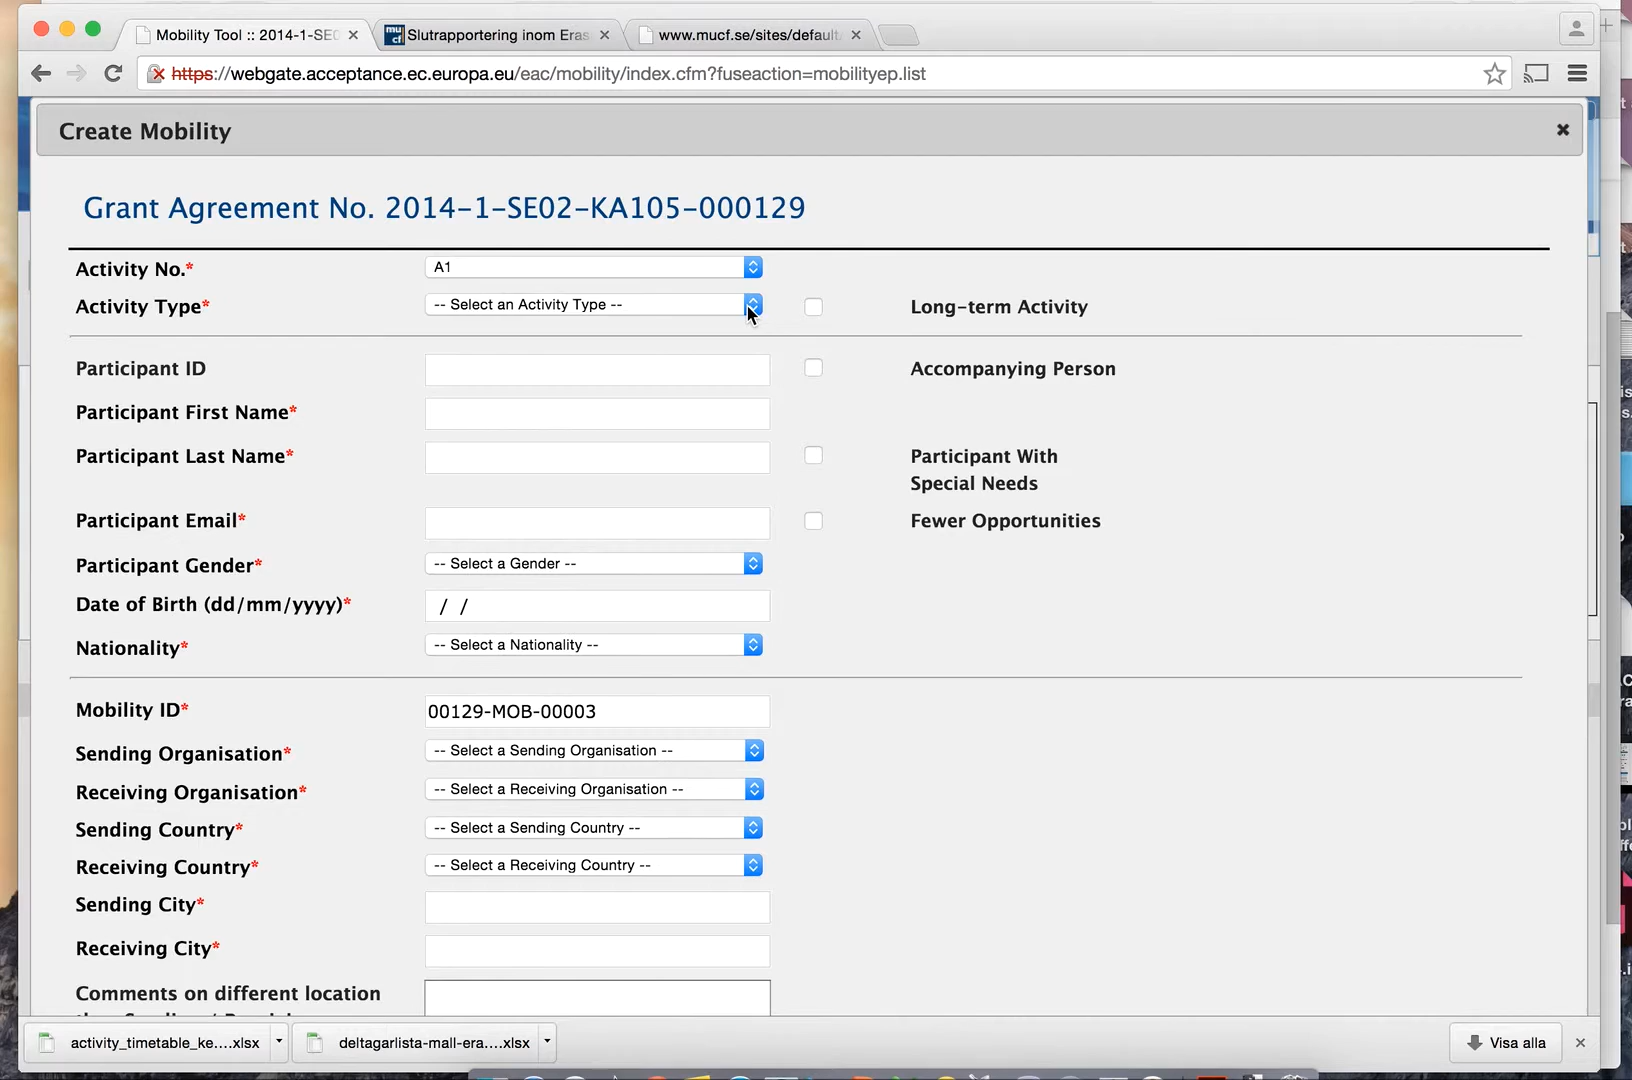 Mobility Tool :: 2014-1-SE0
Slutrapportering inom Eras
www.mucf.se/sites/default
https://webgate.acceptance.ec.europa.eu/eac/mobility/index.cfm?fuseaction=mobilityep.list
Create Mobility
Grant Agreement No. 2014-1-SE02-KA105-000129
Activity No.* A1
Activity Type* -- Select an Activity Type -- Long-term Activity
Participant ID Accompanying Person
Participant First Name*
Participant Last Name* Participant With
Special Needs
Participant Email* Fewer Opportunities
Participant Gender* -- Select a Gender --
Date of Birth (dd/mm/yyyy)* / /
Nationality* -- Select a Nationality --
Mobility ID* 00129-MOB-00003
Sending Organisation* -- Select a Sending Organisation --
Receiving Organisation* -- Select a Receiving Organisation --
Sending Country* -- Select a Sending Country --
Receiving Country* -- Select a Receiving Country --
Sending City*
Receiving City*
Comments on different location
activity_timetable_ke....xlsx
deltagarlista-mall-era....xlsx
Visa alla